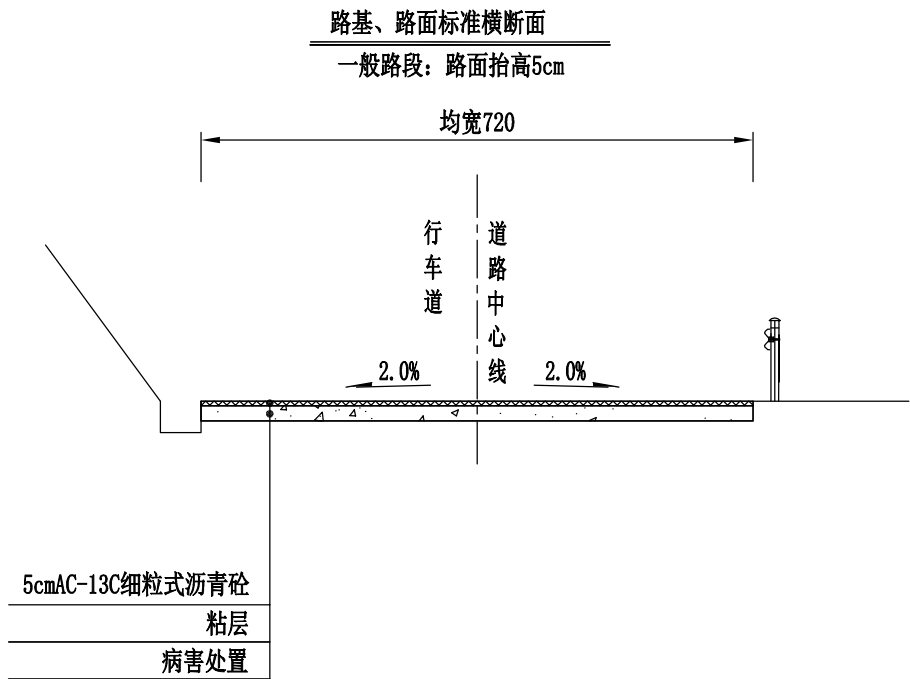 路基、路面标准横断面
一般路段：路面抬高5cm
均宽720
行车道
道路中心线
2.0%
2.0%
5cmAC-13C细粒式沥青砼
粘层
病害处置